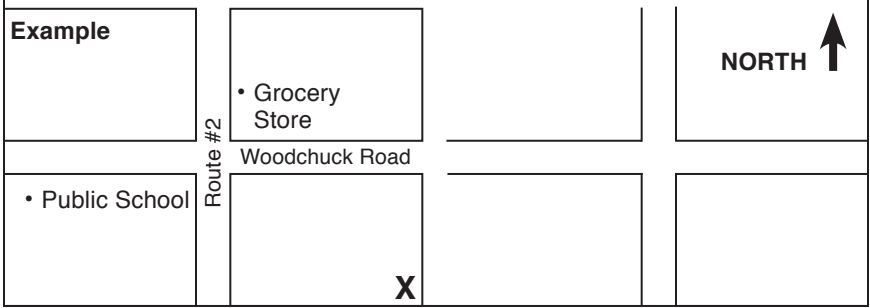 Example
NORTH
• Grocery
Store
Route #2
Woodchuck Road
• Public School
X